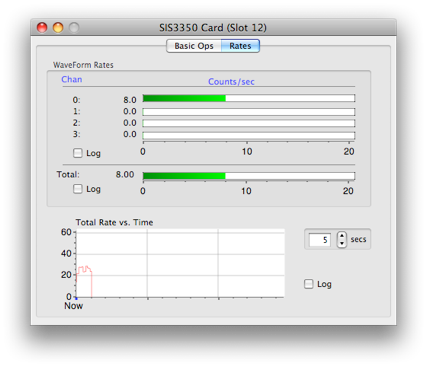 SIS3350 Card (Slot 12)
Basic Ops Rates
WaveForm Rates
Chan Counts/sec
0: 8.0
1: 0.0
2: 0.0
3: 0.0
Log 0 10 20
Total: 8.00
Log 0 10 20
Total Rate vs. Time
60
40
20
0
Now
5 secs
Log